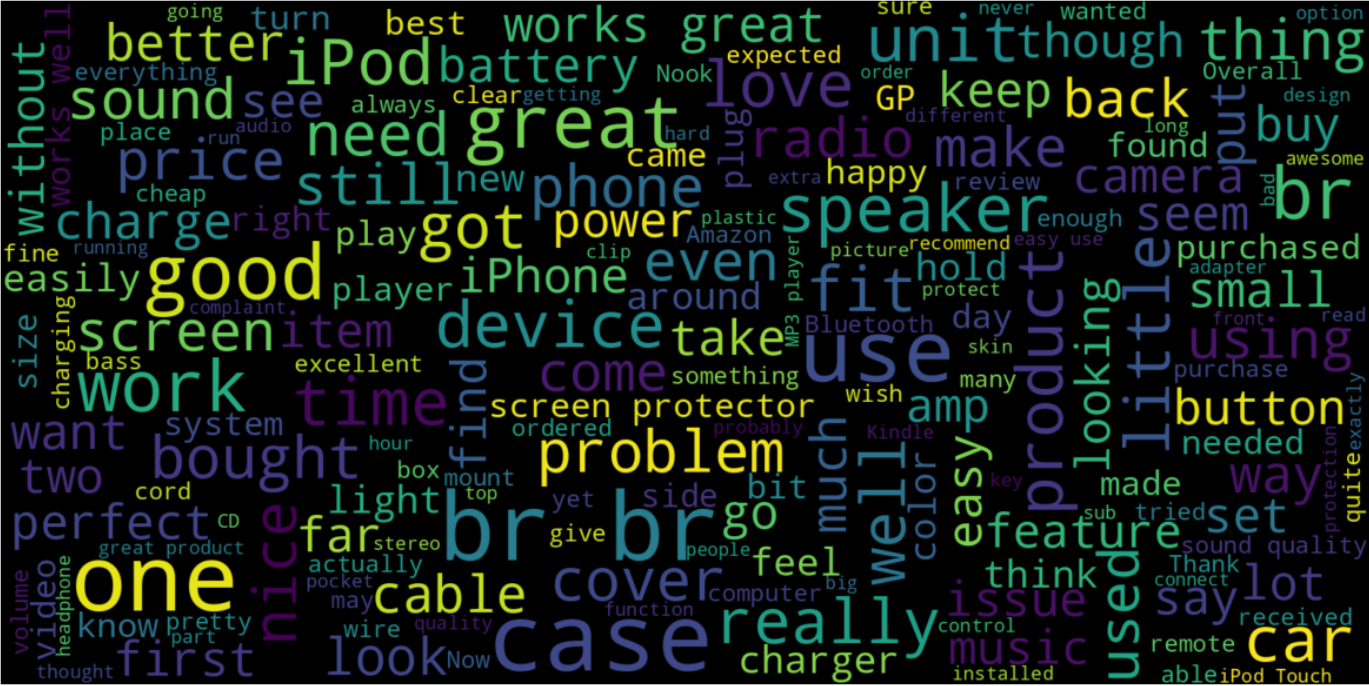 going
turn
best
works great
sure
never
wanted
option
works well
better
iPod
battery
expected
unit
though
thing
everything
without
sound
see
always
clear
getting
Nook
love
order
GP
keep
back
Overall
design
place
audio
run
need
great
hard
plug
radio
different
make
long
found
put
buy
price
came
still
new
phone
extra
happy
review
camera
awesome
bad
br
cheap
charge
right
play
got
power
plastic
Amazon
speaker
enough
seem
fine
running
clip
picture
recommend
easy use
purchased
easily
good
player
iPhone
even
MP3 player
fit
hold
adapter
around
protect
small
complaint
size
charging
screen
item
device
take
Bluetooth
day
product
looking
little
front
read
using
bass
excellent
use
skin
work
time
find
come
something
wish
many
purchase
screen protector
amp
button
exactly
want
system
hour
ordered
probably
Kindle
needed
two
bought
problem
much
well
easy
key
way
quite
protection
box
mount
cord
light
top
yet
side
bit
color
made
perfect
CD
nice
far
br br
give
go
sub
tried
set
stereo
people
feature
sound quality
great product
actually
feel
volume
video
headphone
one
pocket
may
cable
cover
computer
big
think
used
Thank
connect
lot
issue
say
know
pretty
part
wire
quality
case
function
really
control
received
thought
first
look
Now
charger
music
remote
car
installed
able
iPod Touch